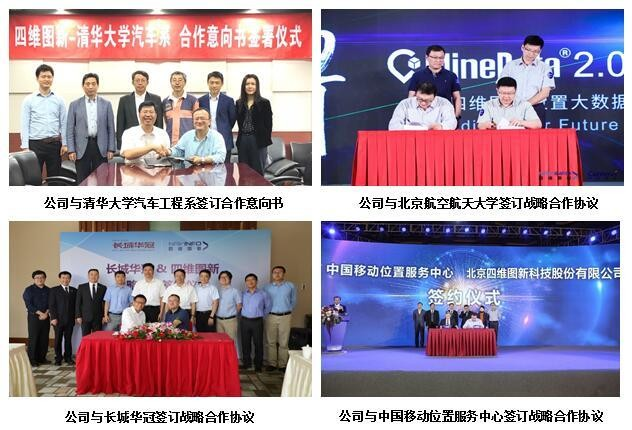 四维图新-清华大学汽车系 合作意向书签署仪式
MineData® 2.0
置大数据
Future
公司与清华大学汽车工程系签订合作意向书
公司与北京航空航天大学签订战略合作协议
长城华冠 NAVINFO
四维图新
长城华冠 & 四维图新
中国移动位置服务中心 北京四维图新科技股份有限公司
签约仪式
公司与长城华冠签订战略合作协议
公司与中国移动位置服务中心签订战略合作协议